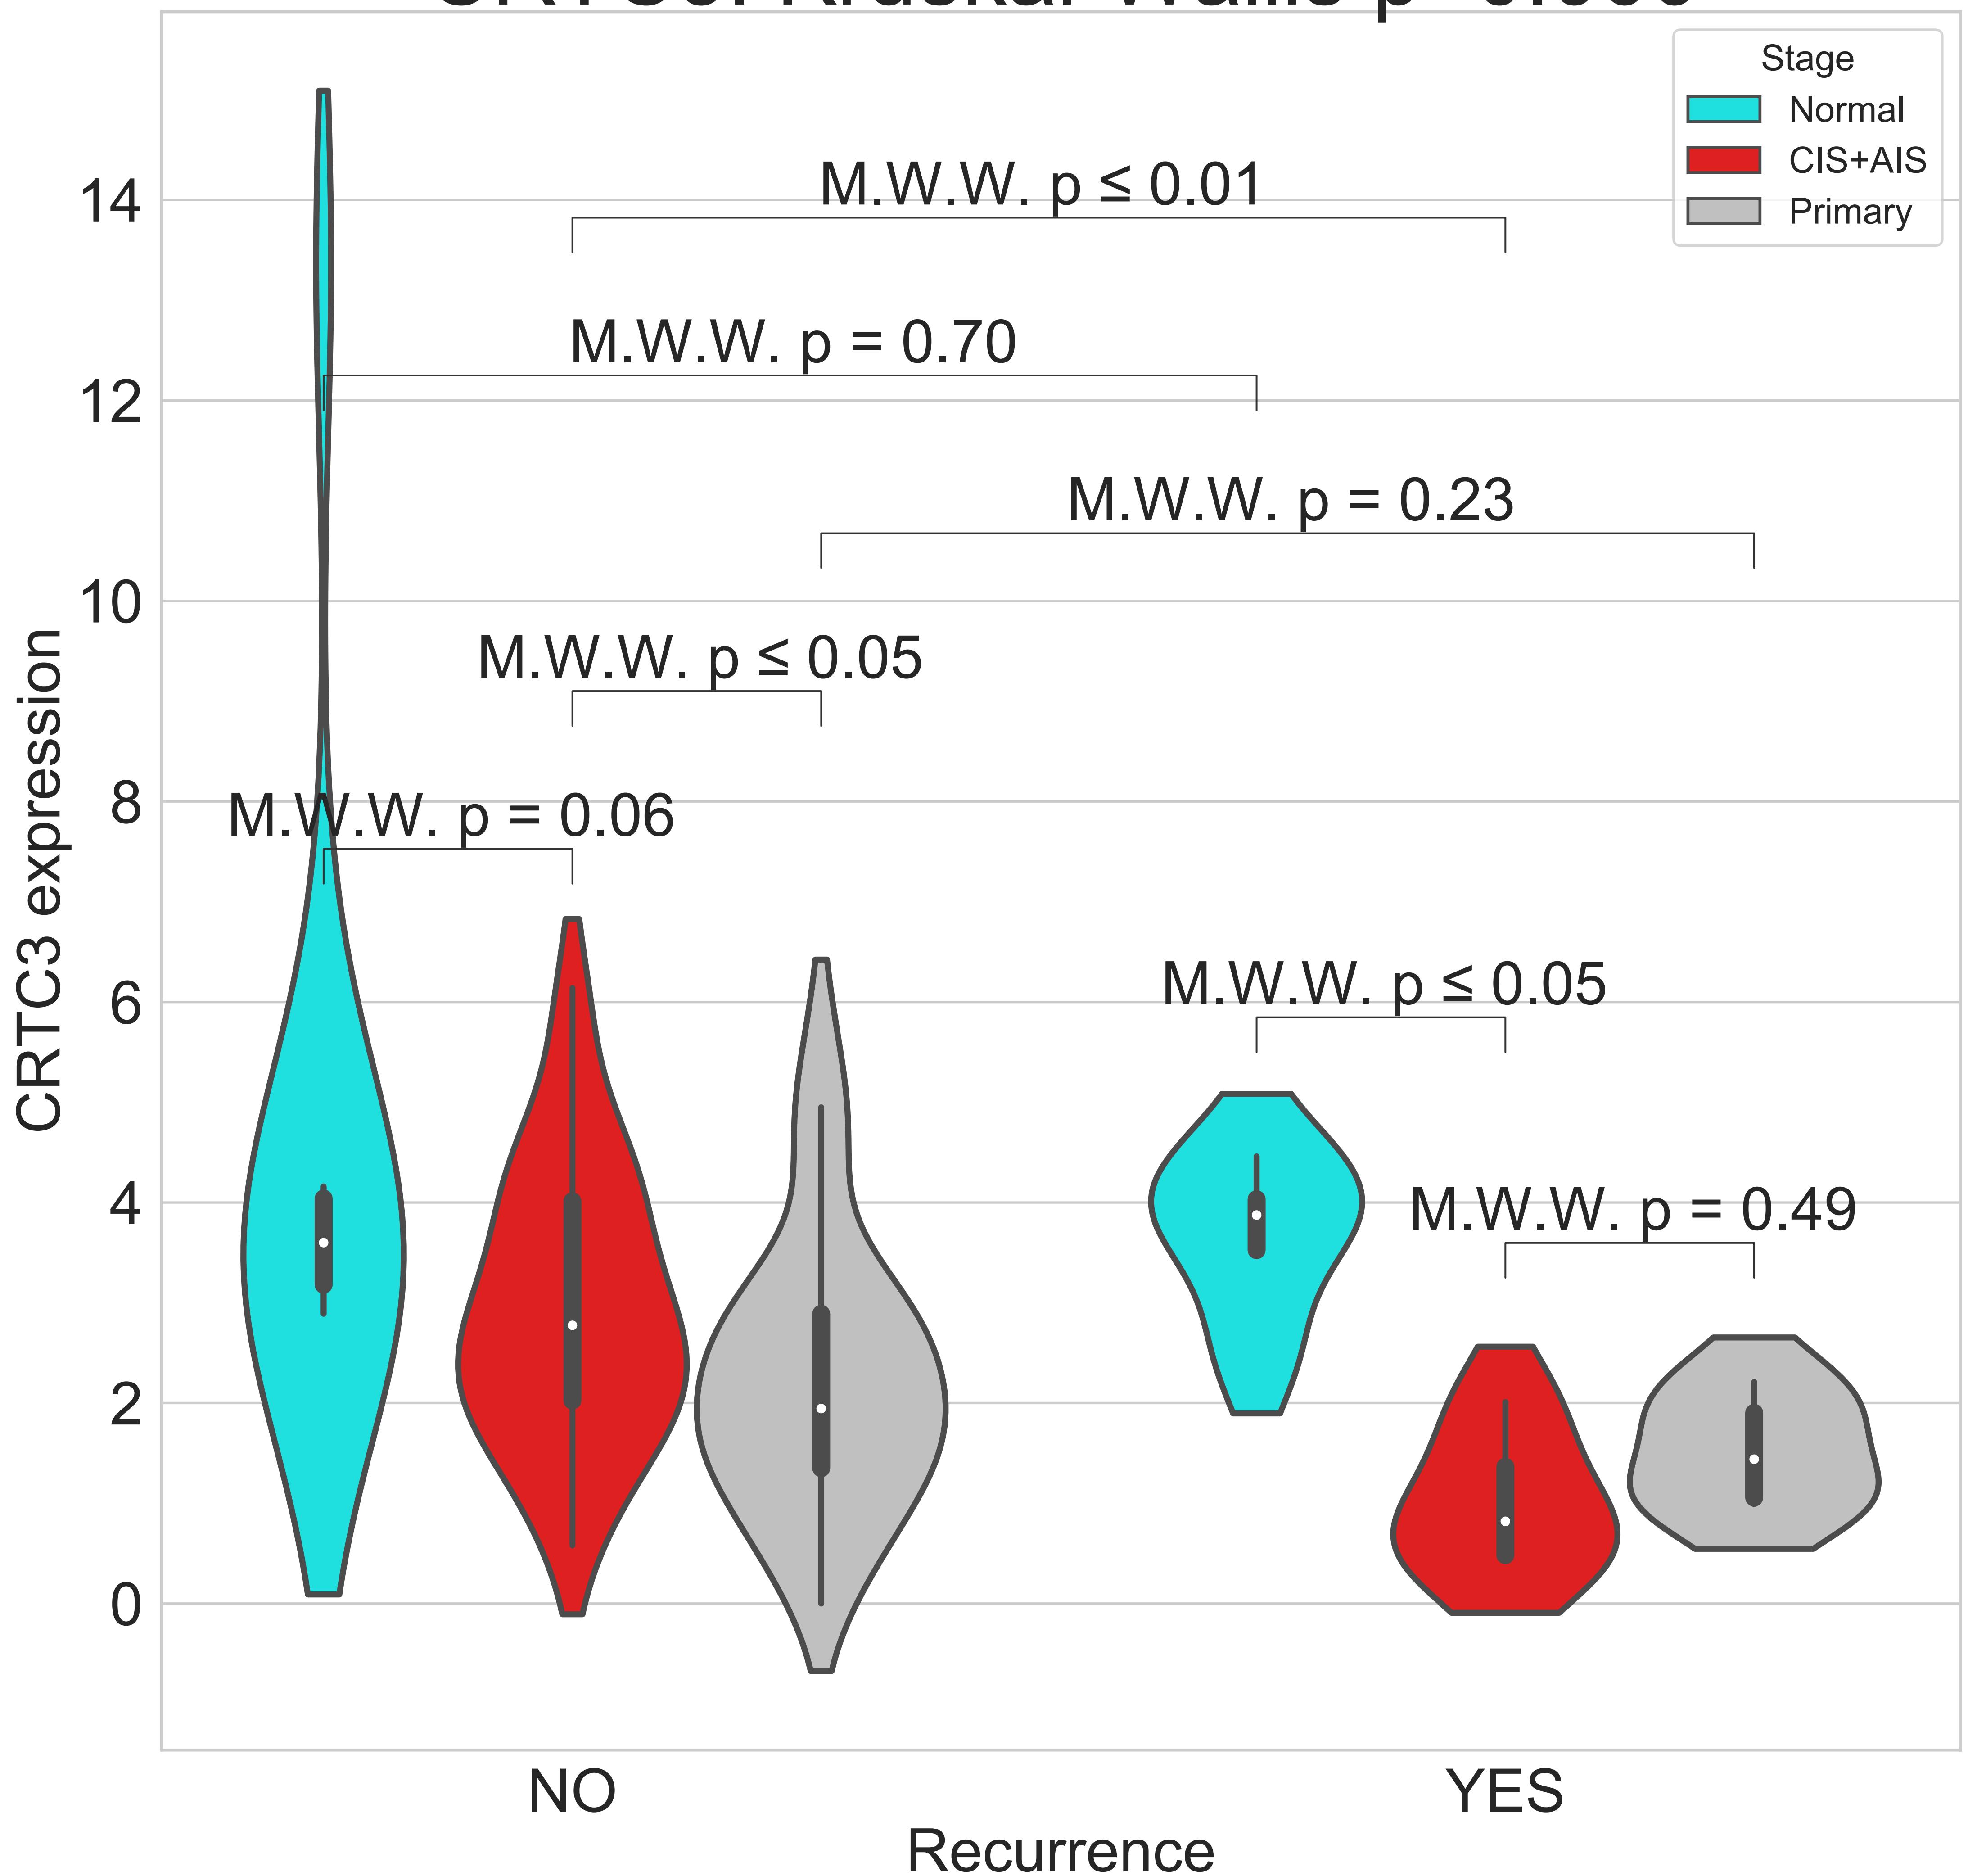 Stage
Normal
CIS+AIS
Primary
M.W.W. p ≤ 0.01
M.W.W. p = 0.70
M.W.W. p = 0.23
M.W.W. p ≤ 0.05
M.W.W. p = 0.06
M.W.W. p ≤ 0.05
M.W.W. p = 0.49
14
12
10
8
6
4
2
0
CRTC3 expression
NO
YES
Recurrence